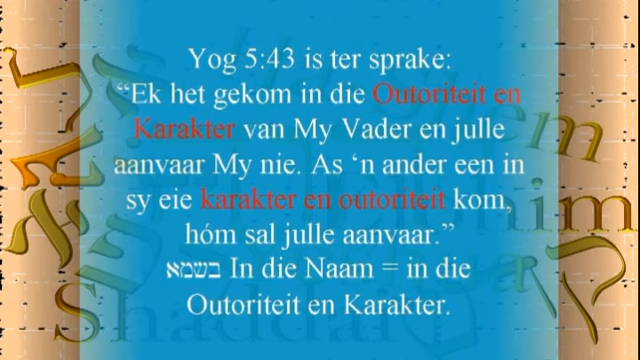 Yog 5:43 is ter sprake:
“Ek het gekom in die Outoriteit en
Karakter van My Vader en julle
aanvaar My nie. As ‘n ander een in
sy eie karakter en outoriteit kom,
hóm sal julle aanvaar.”
בשמא In die Naam = in die
Outoriteit en Karakter.
Shaddai